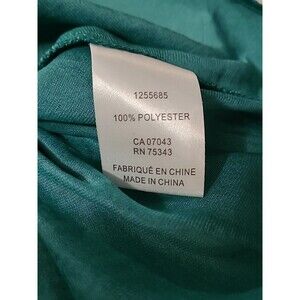 1255685
100% POLYESTER
CA 07043
RN 75343
FABRIQUÉ EN CHINE
MADE IN CHINA